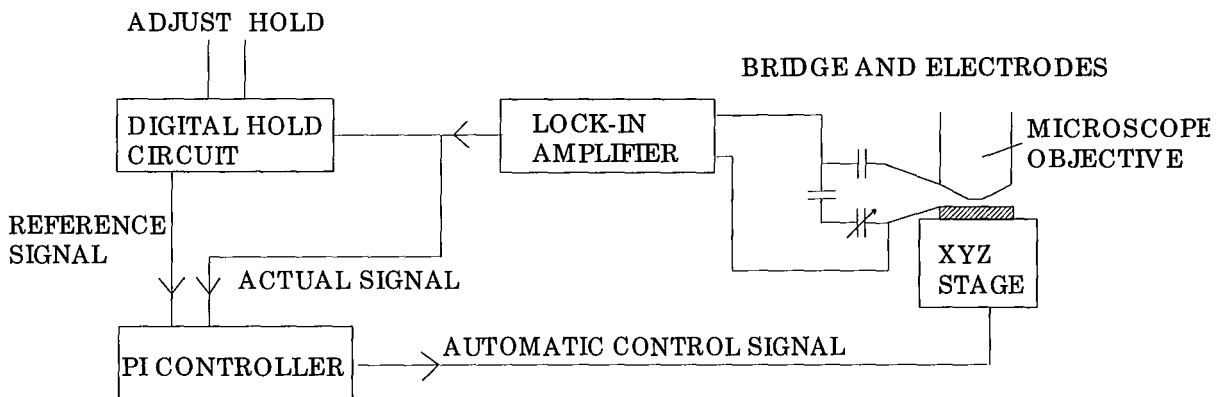 ADJUST HOLD
BRIDGE AND ELECTRODES
DIGITAL HOLD
CIRCUIT
LOCK-IN
AMPLIFIER
MICROSCOPE
OBJECTIVE
REFERENCE
SIGNAL
ACTUAL SIGNAL
XYZ
STAGE
PI CONTROLLER
AUTOMATIC CONTROL SIGNAL